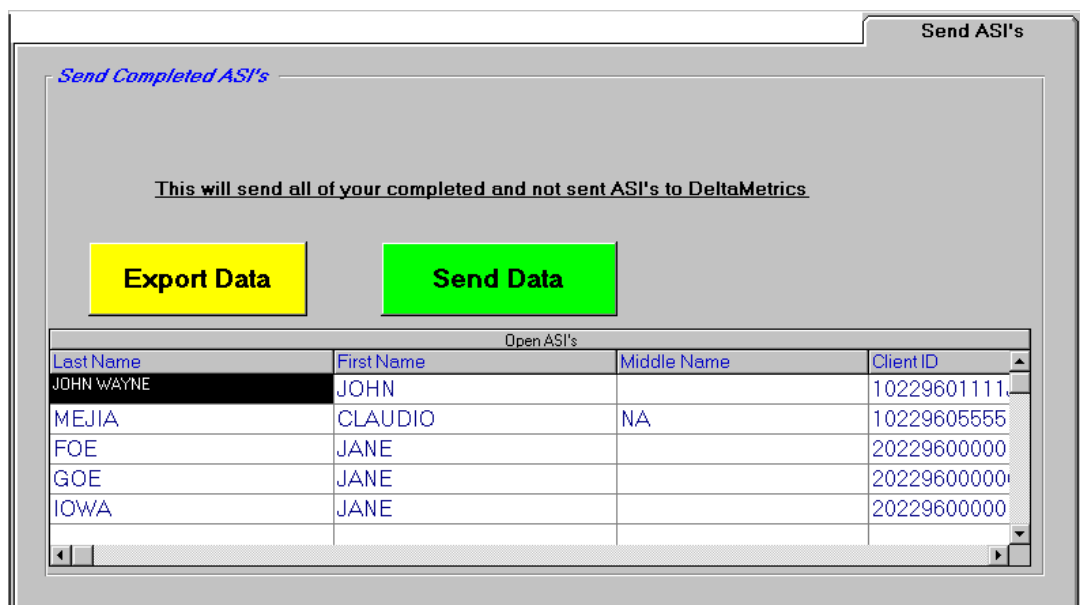 Send ASI's
Send Completed ASI's
This will send all of your completed and not sent ASI's to DeltaMetrics
Export Data Send Data
Open ASI's
Last Name First Name Middle Name Client ID
JOHN WAYNE JOHN 10229601111
MEJIA CLAUDIO NA 10229605555
FOE JANE 20229600000
GOE JANE 20229600000
IOWA JANE 20229600000